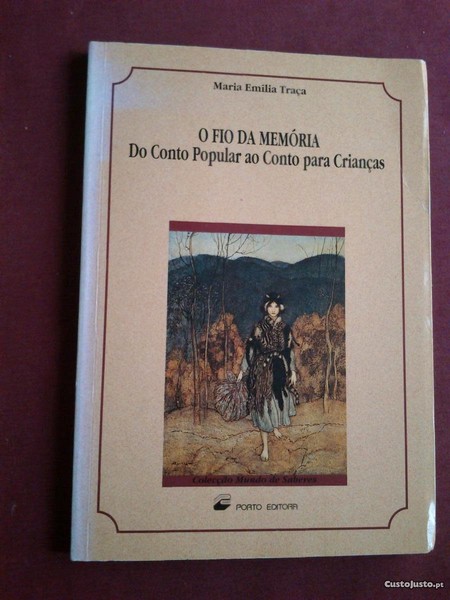 Maria Emília Traça
O FIO DA MEMÓRIA
Do Conto Popular ao Conto para Crianças
Colecção Mundo de Saberes
PORTO EDITORA
CustoJusto.pt